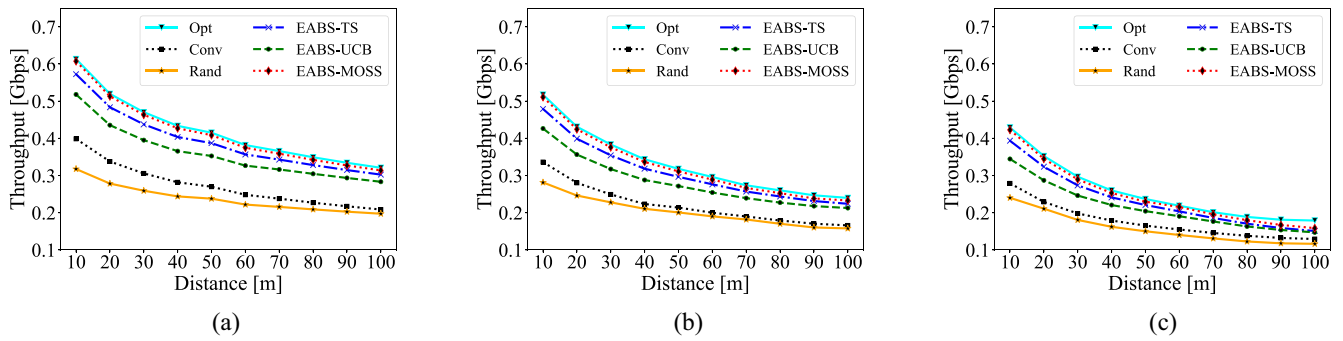 Throughput [Gbps]
0.7
0.6
0.5
0.4
0.3
0.2
0.1
Opt
Conv
Rand
EABS-TS
EABS-UCB
EABS-MOSS
10 20 30 40 50 60 70 80 90 100
Distance [m]
(a)
Throughput [Gbps]
0.7
0.6
0.5
0.4
0.3
0.2
0.1
Opt
Conv
Rand
EABS-TS
EABS-UCB
EABS-MOSS
10 20 30 40 50 60 70 80 90 100
Distance [m]
(b)
Throughput [Gbps]
0.7
0.6
0.5
0.4
0.3
0.2
0.1
Opt
Conv
Rand
EABS-TS
EABS-UCB
EABS-MOSS
10 20 30 40 50 60 70 80 90 100
Distance [m]
(c)